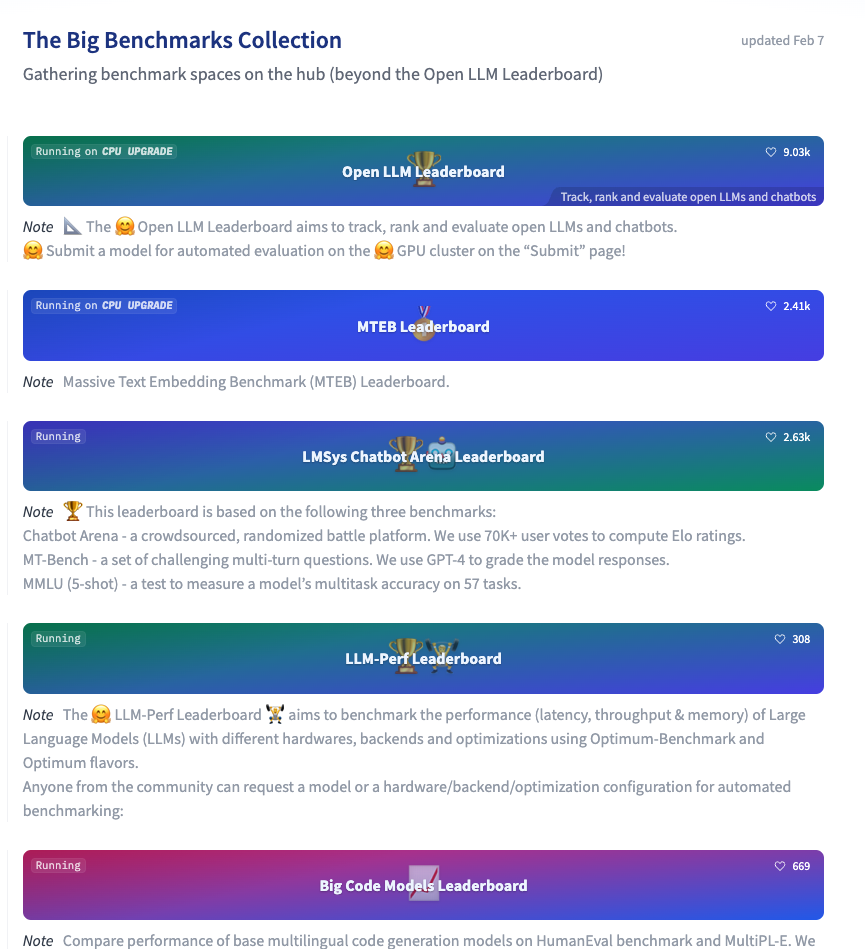 The Big Benchmarks Collection
updated Feb 7
Gathering benchmark spaces on the hub (beyond the Open LLM Leaderboard)
Running on CPU UPGRADE
9.03k
Open LLM Leaderboard
Track, rank and evaluate open LLMs and chatbots
Note 📐 The 🤗 Open LLM Leaderboard aims to track, rank and evaluate open LLMs and chatbots.
🤗 Submit a model for automated evaluation on the 🤗 GPU cluster on the “Submit” page!
Running on CPU UPGRADE
2.41k
MTEB Leaderboard
Note Massive Text Embedding Benchmark (MTEB) Leaderboard.
Running
2.63k
LMSys Chatbot Arena Leaderboard
Note 🏆 This leaderboard is based on the following three benchmarks:
Chatbot Arena - a crowdsourced, randomized battle platform. We use 70K+ user votes to compute Elo ratings.
MT-Bench - a set of challenging multi-turn questions. We use GPT-4 to grade the model responses.
MMLU (5-shot) - a test to measure a model’s multitask accuracy on 57 tasks.
Running
308
LLM-Perf Leaderboard
Note The 🤗 LLM-Perf Leaderboard 🏋️ aims to benchmark the performance (latency, throughput & memory) of Large
Language Models (LLMs) with different hardwares, backends and optimizations using Optimum-Benchmark and
Optimum flavors.
Anyone from the community can request a model or a hardware/backend/optimization configuration for automated
benchmarking:
Running
669
Big Code Models Leaderboard
Note Compare performance of base multilingual code generation models on HumanEval benchmark and MultiPL-E. We